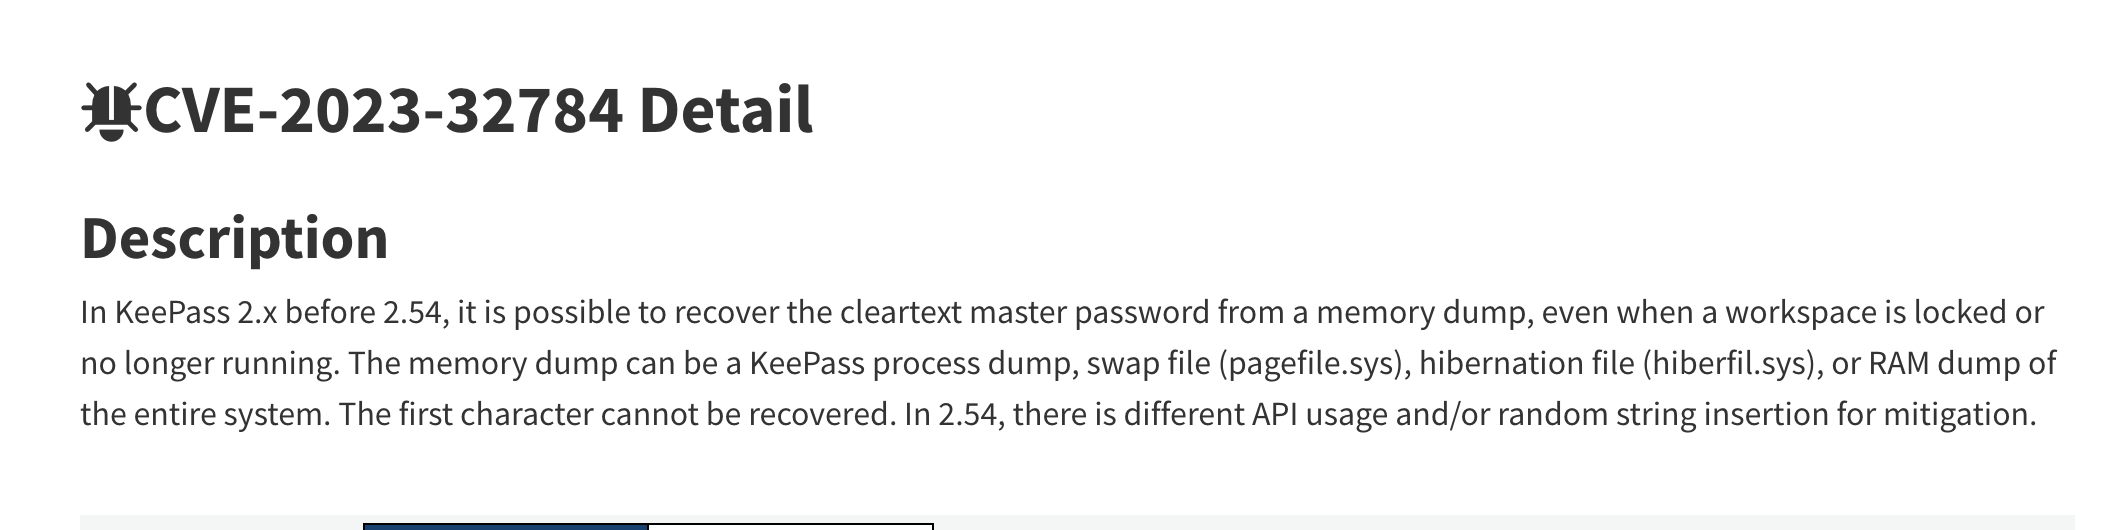 CVE-2023-32784 Detail
Description
In KeePass 2.x before 2.54, it is possible to recover the cleartext master password from a memory dump, even when a workspace is locked or
no longer running. The memory dump can be a KeePass process dump, swap file (pagefile.sys), hibernation file (hiberfil.sys), or RAM dump of
the entire system. The first character cannot be recovered. In 2.54, there is different API usage and/or random string insertion for mitigation.